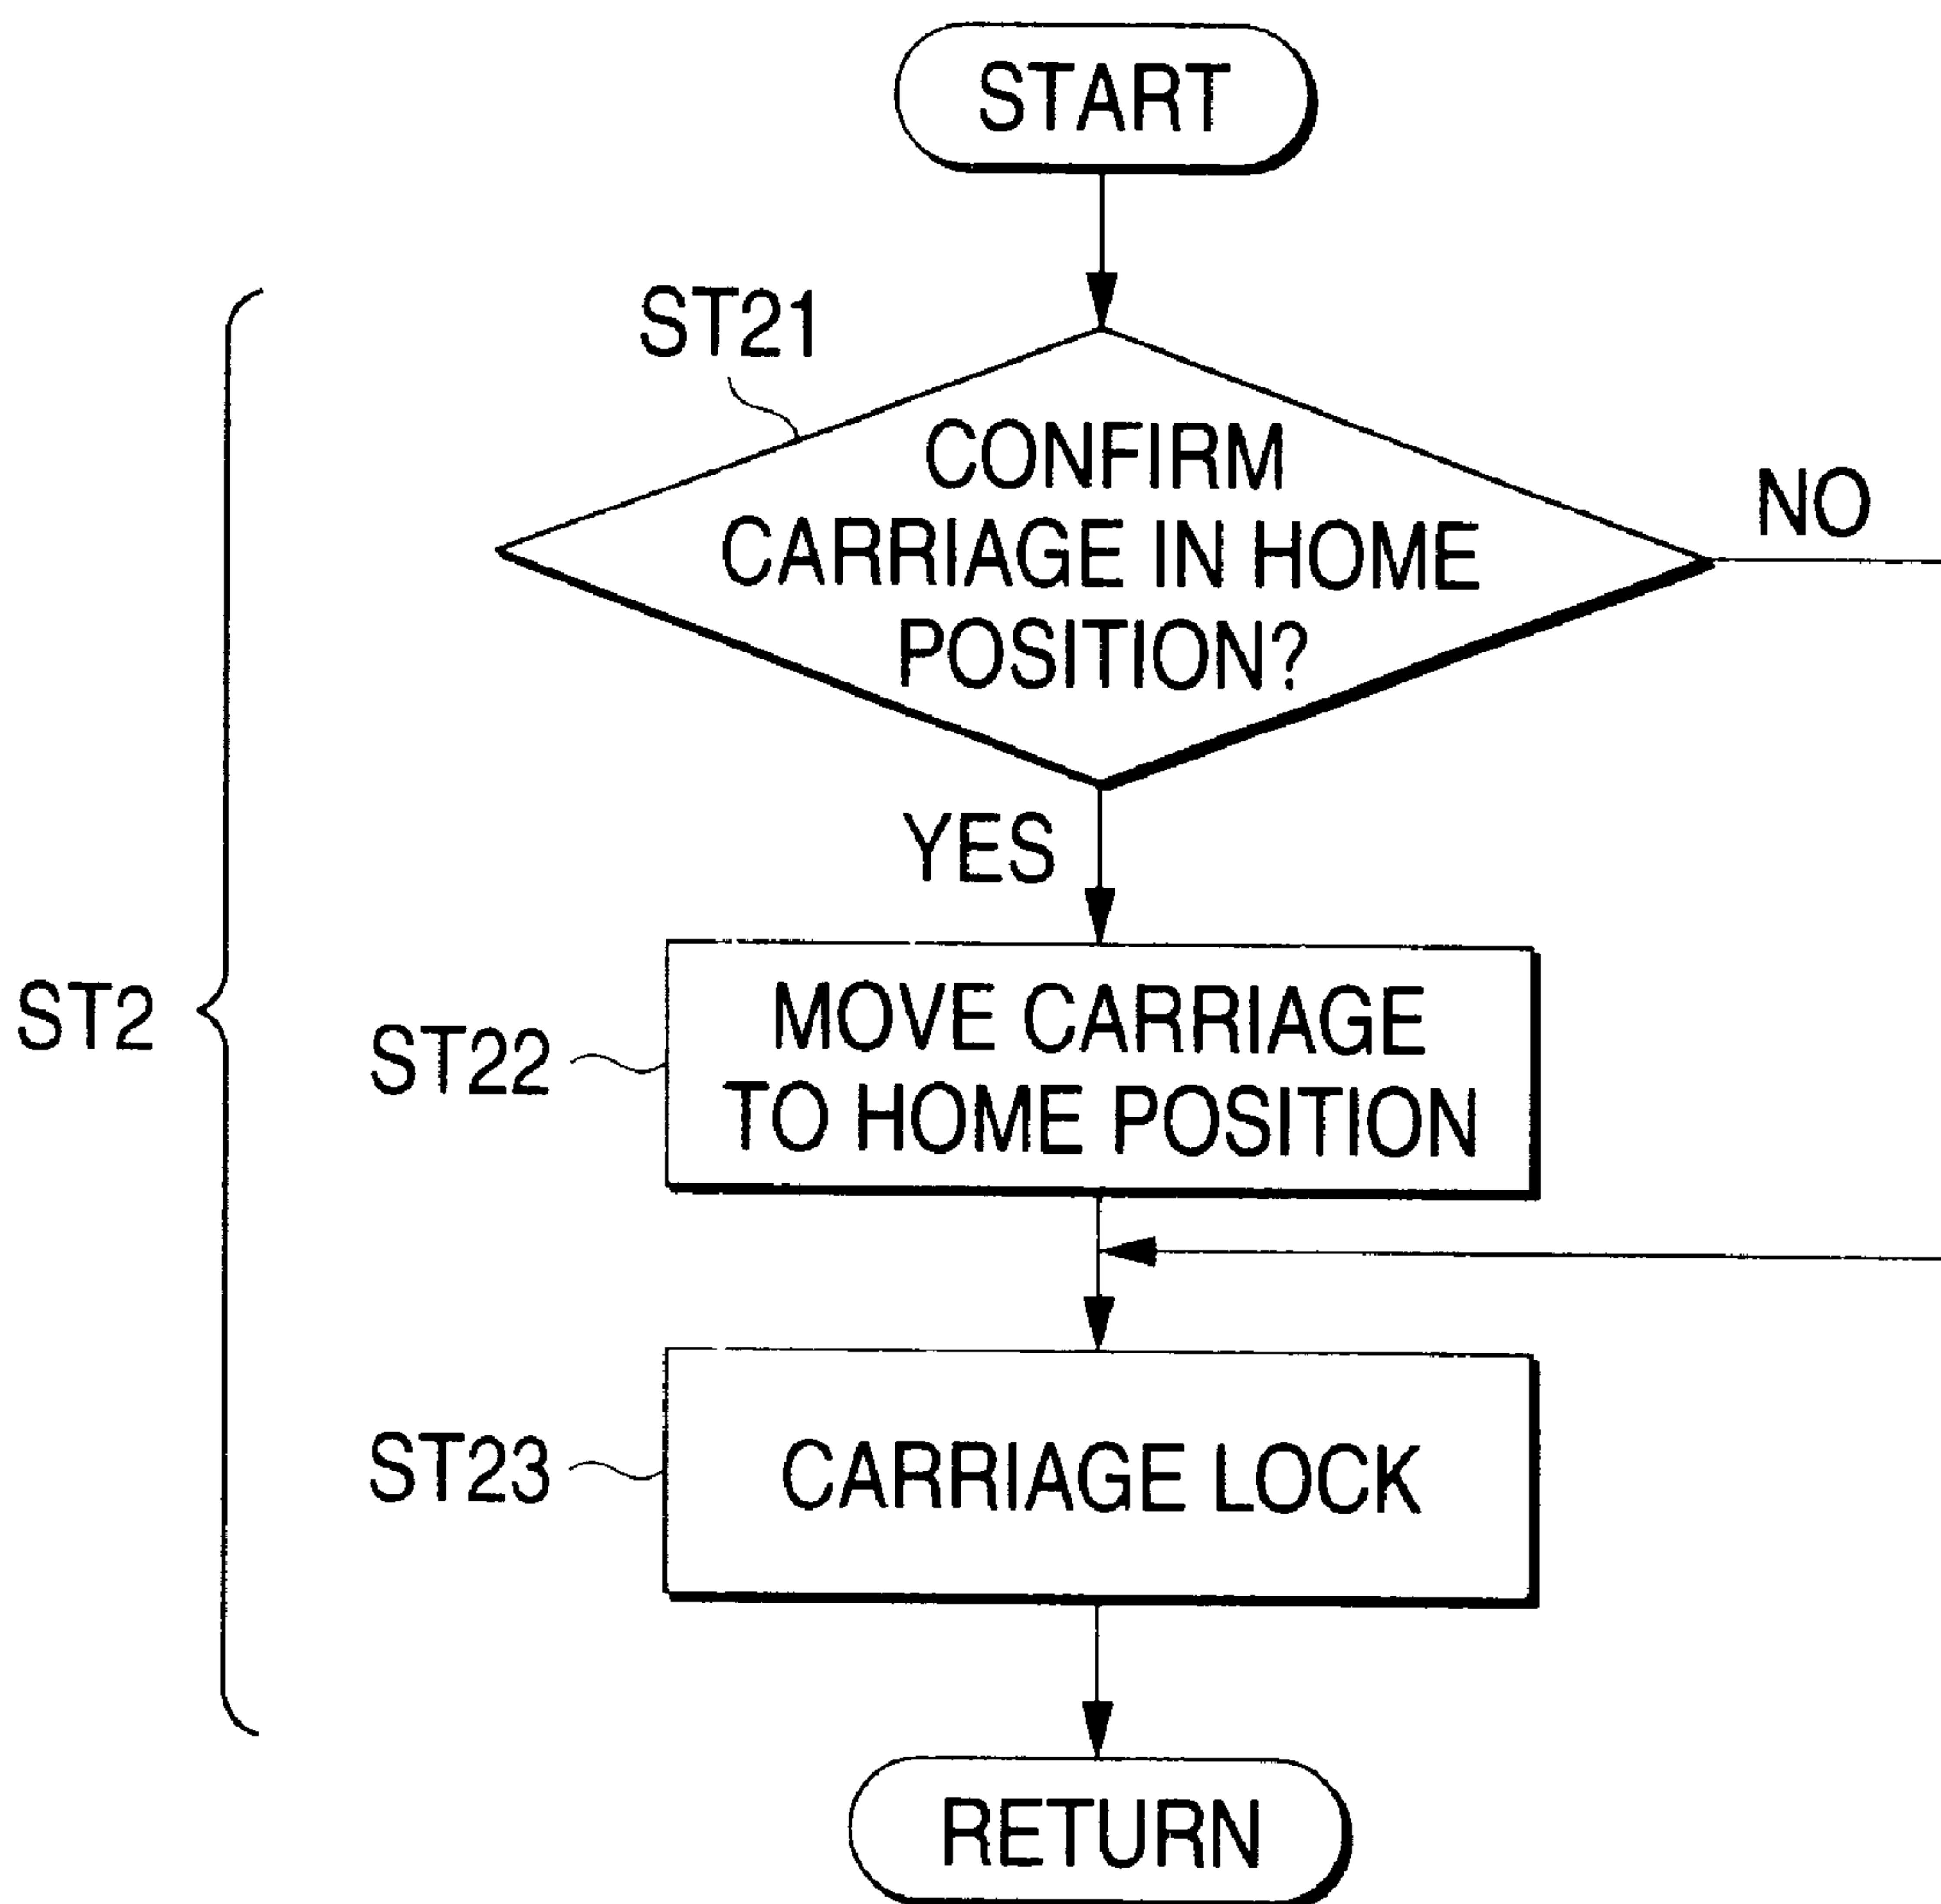 START
ST21
CONFIRM
CARRIAGE IN HOME
POSITION?
NO
YES
ST2
ST22
MOVE CARRIAGE
TO HOME POSITION
ST23
CARRIAGE LOCK
RETURN